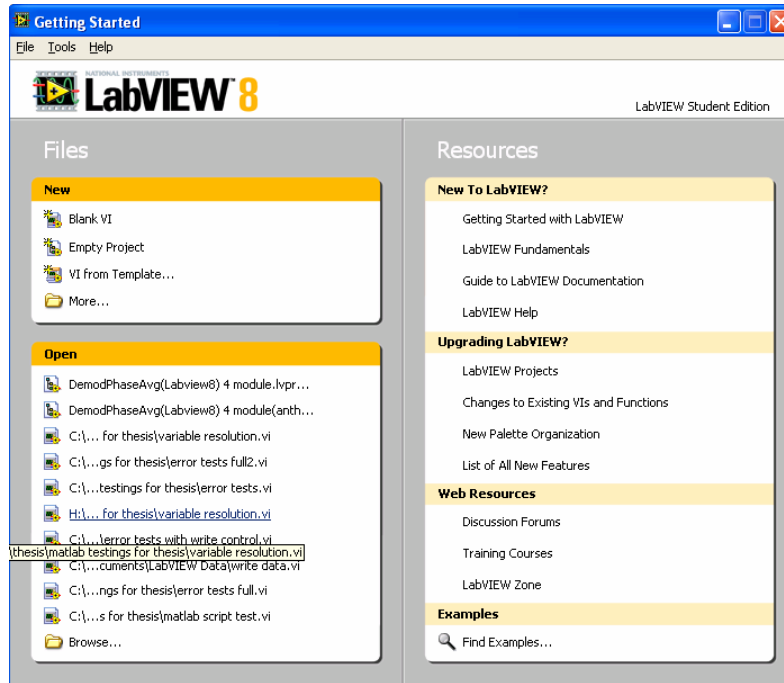 Getting Started
File Tools Help
NATIONAL INSTRUMENTS
LabVIEW 8
LabVIEW Student Edition
Files
New
Blank VI
Empty Project
VI from Template...
More...
Open
DemodPhaseAvg(Labview8) 4 module.lvpr...
DemodPhaseAvg(Labview8) 4 module(anth...
C:\... for thesis\variable resolution.vi
C:\...gs for thesis\error tests full2.vi
C:\...testings for thesis\error tests.vi
H:\... for thesis\variable resolution.vi
C:\...\error tests with write control.vi
\thesis\matlab testings for thesis\variable resolution.vi
C:\...cuments\LabVIEW Data\write data.vi
C:\...ngs for thesis\error tests full.vi
C:\...s for thesis\matlab script test.vi
Browse...
Resources
New To LabVIEW?
Getting Started with LabVIEW
LabVIEW Fundamentals
Guide to LabVIEW Documentation
LabVIEW Help
Upgrading LabVIEW?
LabVIEW Projects
Changes to Existing VIs and Functions
New Palette Organization
List of All New Features
Web Resources
Discussion Forums
Training Courses
LabVIEW Zone
Examples
Find Examples...